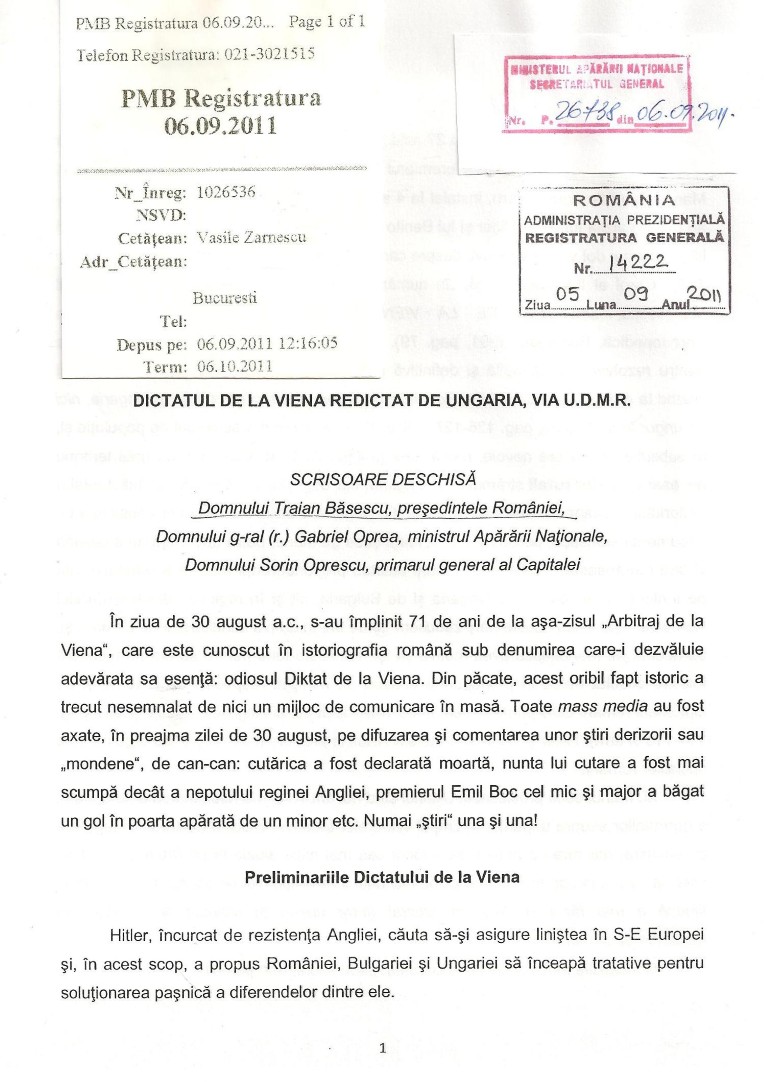 PMB Registratura 06.09.20... Page 1 of 1
Telefon Registratura: 021-3021515
PMB Registratura
06.09.2011
Nr_Înreg: 1026536
NSVD:
Cetăţean: Vasile Zarnescu
Adr_Cetăţean:
Bucuresti
Tel:
Depus pe: 06.09.2011 12:16:05
Term: 06.10.2011
MINISTERUL APĂRĂRII NAŢIONALE
SECRETARIATUL GENERAL
Nr. P. 26738 din 06.09.2011.
ROMÂNIA
ADMINISTRAŢIA PREZIDENŢIALĂ
REGISTRATURA GENERALĂ
Nr. 14222
Ziua 05 Luna 09 Anul 2011
DICTATUL DE LA VIENA REDICTAT DE UNGARIA, VIA U.D.M.R.
SCRISOARE DESCHISĂ
Domnului Traian Băsescu, preşedintele României,
Domnului g-ral (r.) Gabriel Oprea, ministrul Apărării Naţionale,
Domnului Sorin Oprescu, primarul general al Capitalei
În ziua de 30 august a.c., s-au împlinit 71 de ani de la aşa-zisul „Arbitraj de la
Viena“, care este cunoscut în istoriografia română sub denumirea care-i dezvăluie
adevărata sa esenţă: odiosul Diktat de la Viena. Din păcate, acest oribil fapt istoric a
trecut nesemnalat de nici un mijloc de comunicare în masă. Toate mass media au fost
axate, în preajma zilei de 30 august, pe difuzarea şi comentarea unor ştiri derizorii sau
„mondene“, de can-can: cutărica a fost declarată moartă, nunta lui cutare a fost mai
scumpă decât a nepotului reginei Angliei, premierul Emil Boc cel mic şi major a băgat
un gol în poarta apărată de un minor etc. Numai „ştiri“ una şi una!
Preliminariile Dictatului de la Viena
Hitler, încurcat de rezistenţa Angliei, căuta să-şi asigure liniştea în S-E Europei
şi, în acest scop, a propus României, Bulgariei şi Ungariei să înceapă tratative pentru
soluţionarea paşnică a diferendelor dintre ele.
1